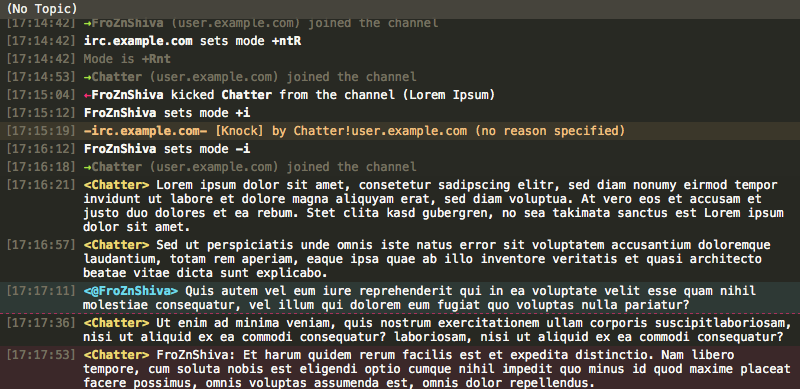 (No Topic)
[17:14:42] →FroZnShiva (user.example.com) joined the channel
[17:14:42] irc.example.com sets mode +ntR
[17:14:42] Mode is +Rnt
[17:14:53] →Chatter (user.example.com) joined the channel
[17:15:04] ←FroZnShiva kicked Chatter from the channel (Lorem Ipsum)
[17:15:12] FroZnShiva sets mode +i
[17:15:19] –irc.example.com– [Knock] by Chatter!user.example.com (no reason specified)
[17:16:12] FroZnShiva sets mode –i
[17:16:18] →Chatter (user.example.com) joined the channel
[17:16:21] <Chatter> Lorem ipsum dolor sit amet, consetetur sadipscing elitr, sed diam nonumy eirmod tempor
invidunt ut labore et dolore magna aliquyam erat, sed diam voluptua. At vero eos et accusam et
justo duo dolores et ea rebum. Stet clita kasd gubergren, no sea takimata sanctus est Lorem ipsum
dolor sit amet.
[17:16:57] <Chatter> Sed ut perspiciatis unde omnis iste natus error sit voluptatem accusantium doloremque
laudantium, totam rem aperiam, eaque ipsa quae ab illo inventore veritatis et quasi architecto
beatae vitae dicta sunt explicabo.
[17:17:11] <@FroZnShiva> Quis autem vel eum iure reprehenderit qui in ea voluptate velit esse quam nihil
molestiae consequatur, vel illum qui dolorem eum fugiat quo voluptas nulla pariatur?
[17:17:36] <Chatter> Ut enim ad minima veniam, quis nostrum exercitationem ullam corporis suscipitlaboriosam,
nisi ut aliquid ex ea commodi consequatur? laboriosam, nisi ut aliquid ex ea commodi consequatur?
[17:17:53] <Chatter> FroZnShiva: Et harum quidem rerum facilis est et expedita distinctio. Nam libero
tempore, cum soluta nobis est eligendi optio cumque nihil impedit quo minus id quod maxime placeat
facere possimus, omnis voluptas assumenda est, omnis dolor repellendus.